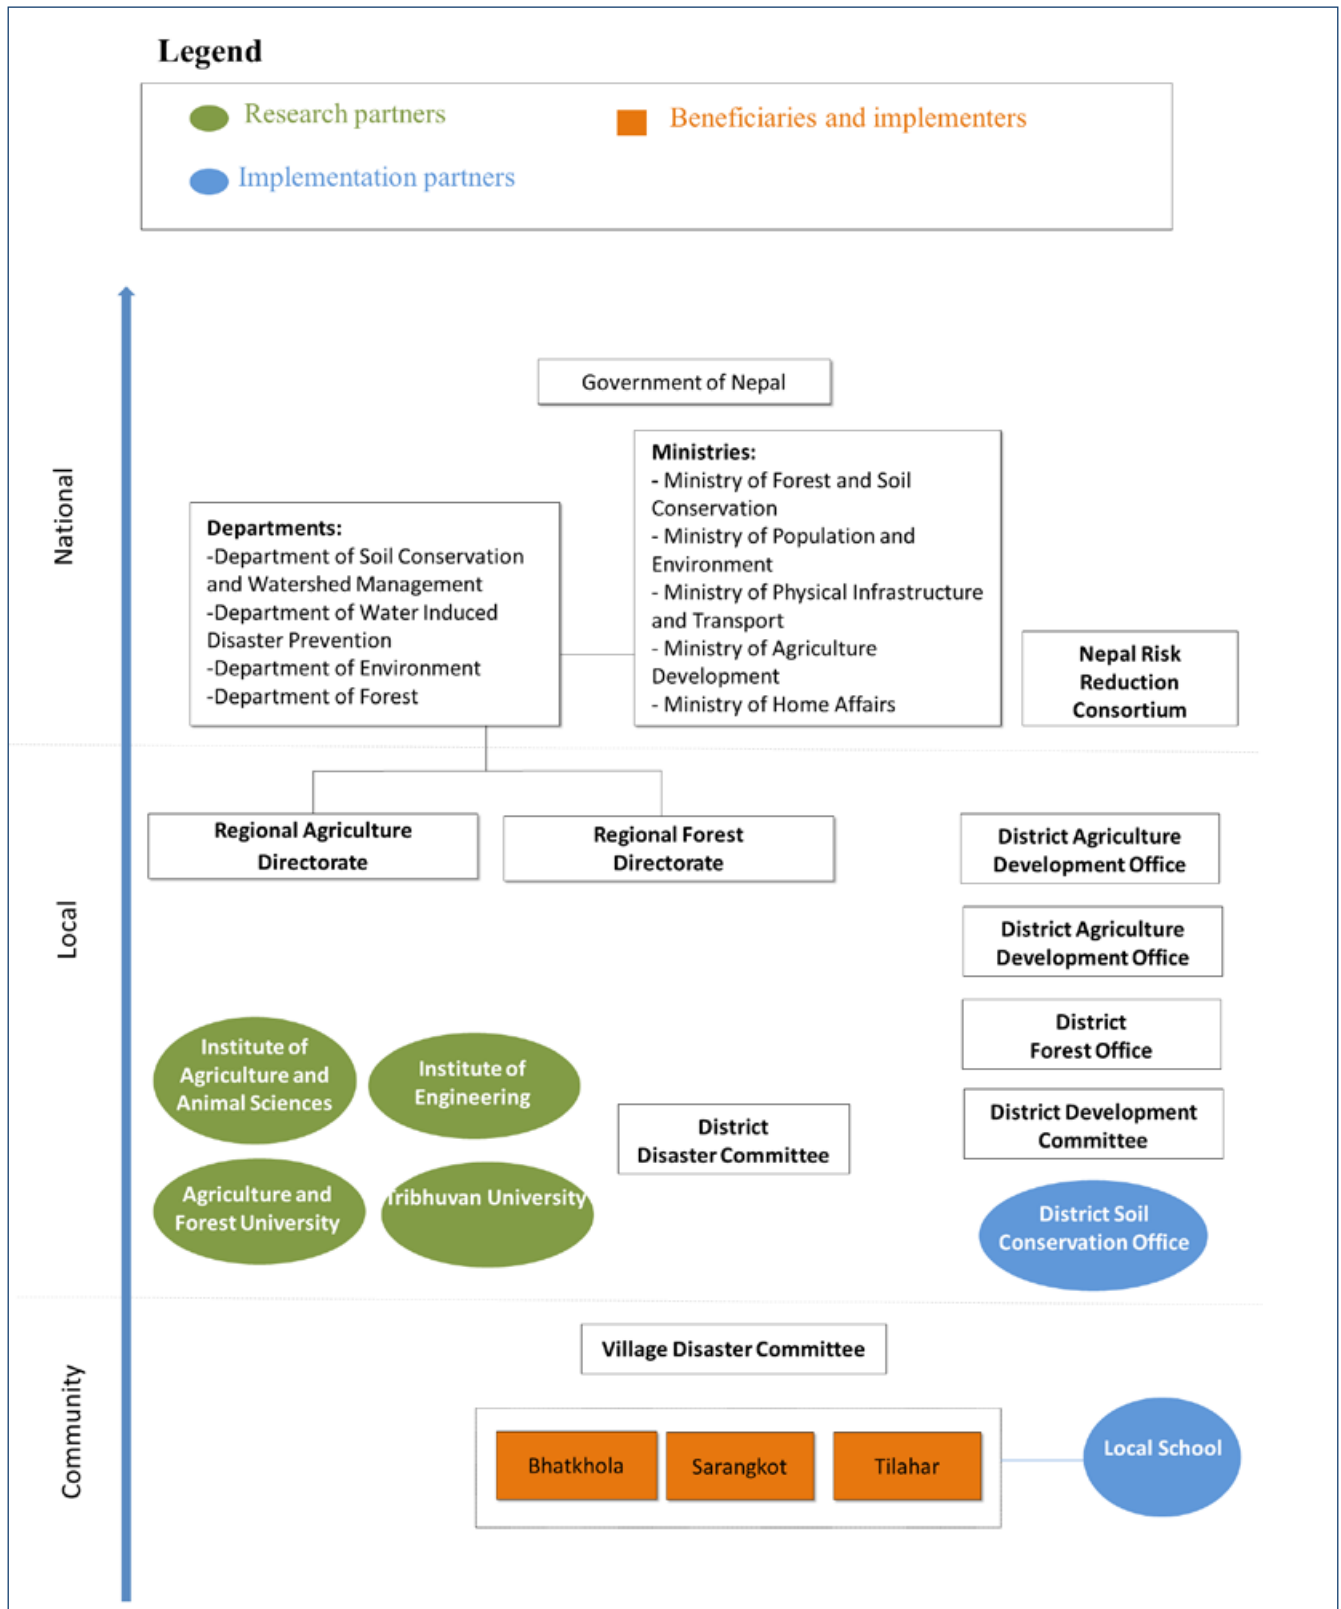 Legend
Research partners
Beneficiaries and implementers
Implementation partners
National
Government of Nepal
Ministries:
- Ministry of Forest and Soil
Conservation
- Ministry of Population and
Environment
- Ministry of Physical Infrastructure
and Transport
- Ministry of Agriculture
Development
- Ministry of Home Affairs
Departments:
-Department of Soil Conservation
and Watershed Management
-Department of Water Induced
Disaster Prevention
-Department of Environment
-Department of Forest
Nepal Risk
Reduction
Consortium
Local
Regional Agriculture
Directorate
Regional Forest
Directorate
District Agriculture
Development Office
District Agriculture
Development Office
District
Forest Office
District Development
Committee
District Soil
Conservation Office
Institute of
Agriculture and
Animal Sciences
Institute of
Engineering
Agriculture and
Forest University
Tribhuvan University
District
Disaster Committee
Community
Village Disaster Committee
Bhatkhola
Sarangkot
Tilahar
Local School